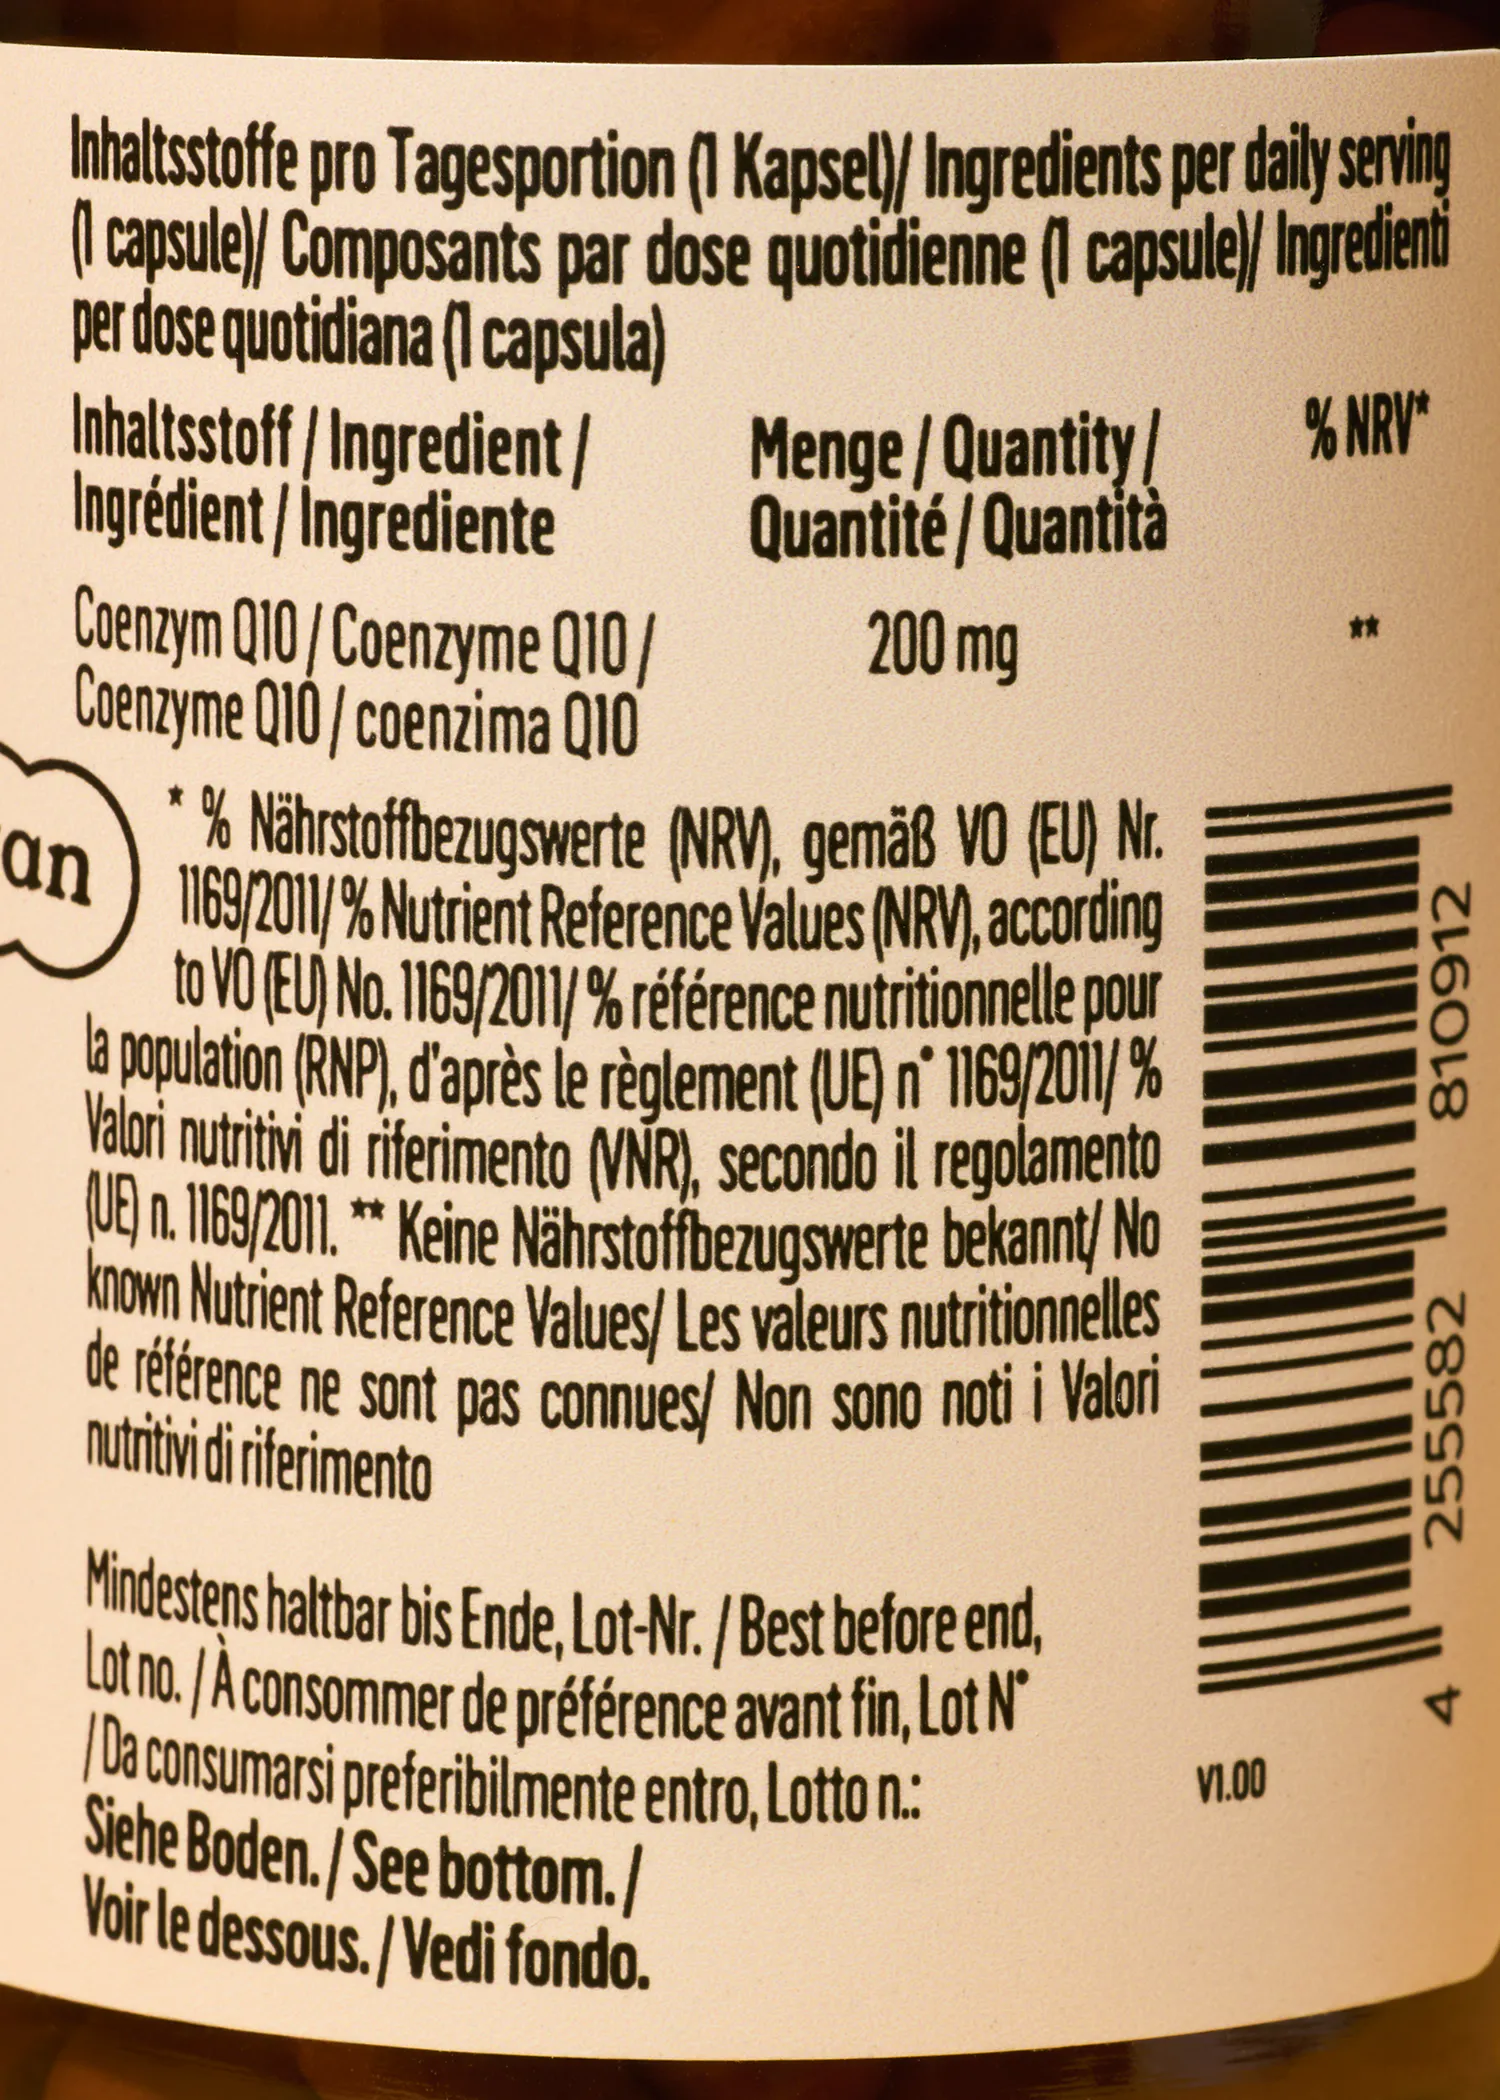 Inhaltsstoffe pro Tagesportion (1 Kapsel)/ Ingredients per daily serving
(1 capsule)/ Composants par dose quotidienne (1 capsule)/ Ingredienti
per dose quotidiana (1 capsula)
Inhaltsstoff / Ingredient /
Ingrédient / Ingrediente
Menge / Quantity /
Quantité / Quantità
% NRV*
Coenzym Q10 / Coenzyme Q10 /
Coenzyme Q10 / coenzima Q10
200 mg
**
an
* % Nährstoffbezugswerte (NRV), gemäß VO (EU) Nr.
1169/2011/ % Nutrient Reference Values (NRV), according
to VO (EU) No. 1169/2011/ % référence nutritionnelle pour
la population (RNP), d'après le règlement (UE) n° 1169/2011/ %
Valori nutritivi di riferimento (VNR), secondo il regolamento
(UE) n. 1169/2011. ** Keine Nährstoffbezugswerte bekannt/ No
known Nutrient Reference Values/ Les valeurs nutritionnelles
de référence ne sont pas connues/ Non sono noti i Valori
nutritivi di riferimento
Mindestens haltbar bis Ende, Lot-Nr. / Best before end,
Lot no. / À consommer de préférence avant fin, Lot N°
/ Da consumarsi preferibilmente entro, Lotto n.:
Siehe Boden. / See bottom. /
Voir le dessous. / Vedi fondo.
4 255582 810912
V1.00